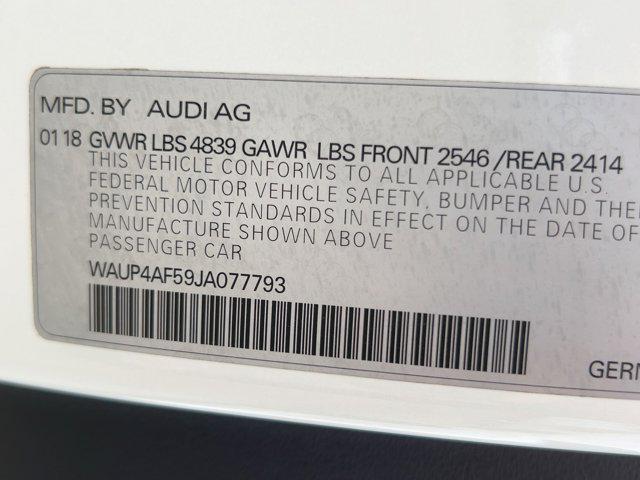 MFD. BY AUDI AG
01 18 GVWR LBS 4839 GAWR LBS FRONT 2546 /REAR 2414
THIS VEHICLE CONFORMS TO ALL APPLICABLE U.S.
FEDERAL MOTOR VEHICLE SAFETY, BUMPER AND THE
PREVENTION STANDARDS IN EFFECT ON THE DATE OF
MANUFACTURE SHOWN ABOVE
PASSENGER CAR
WAUP4AF59JA077793
GERM